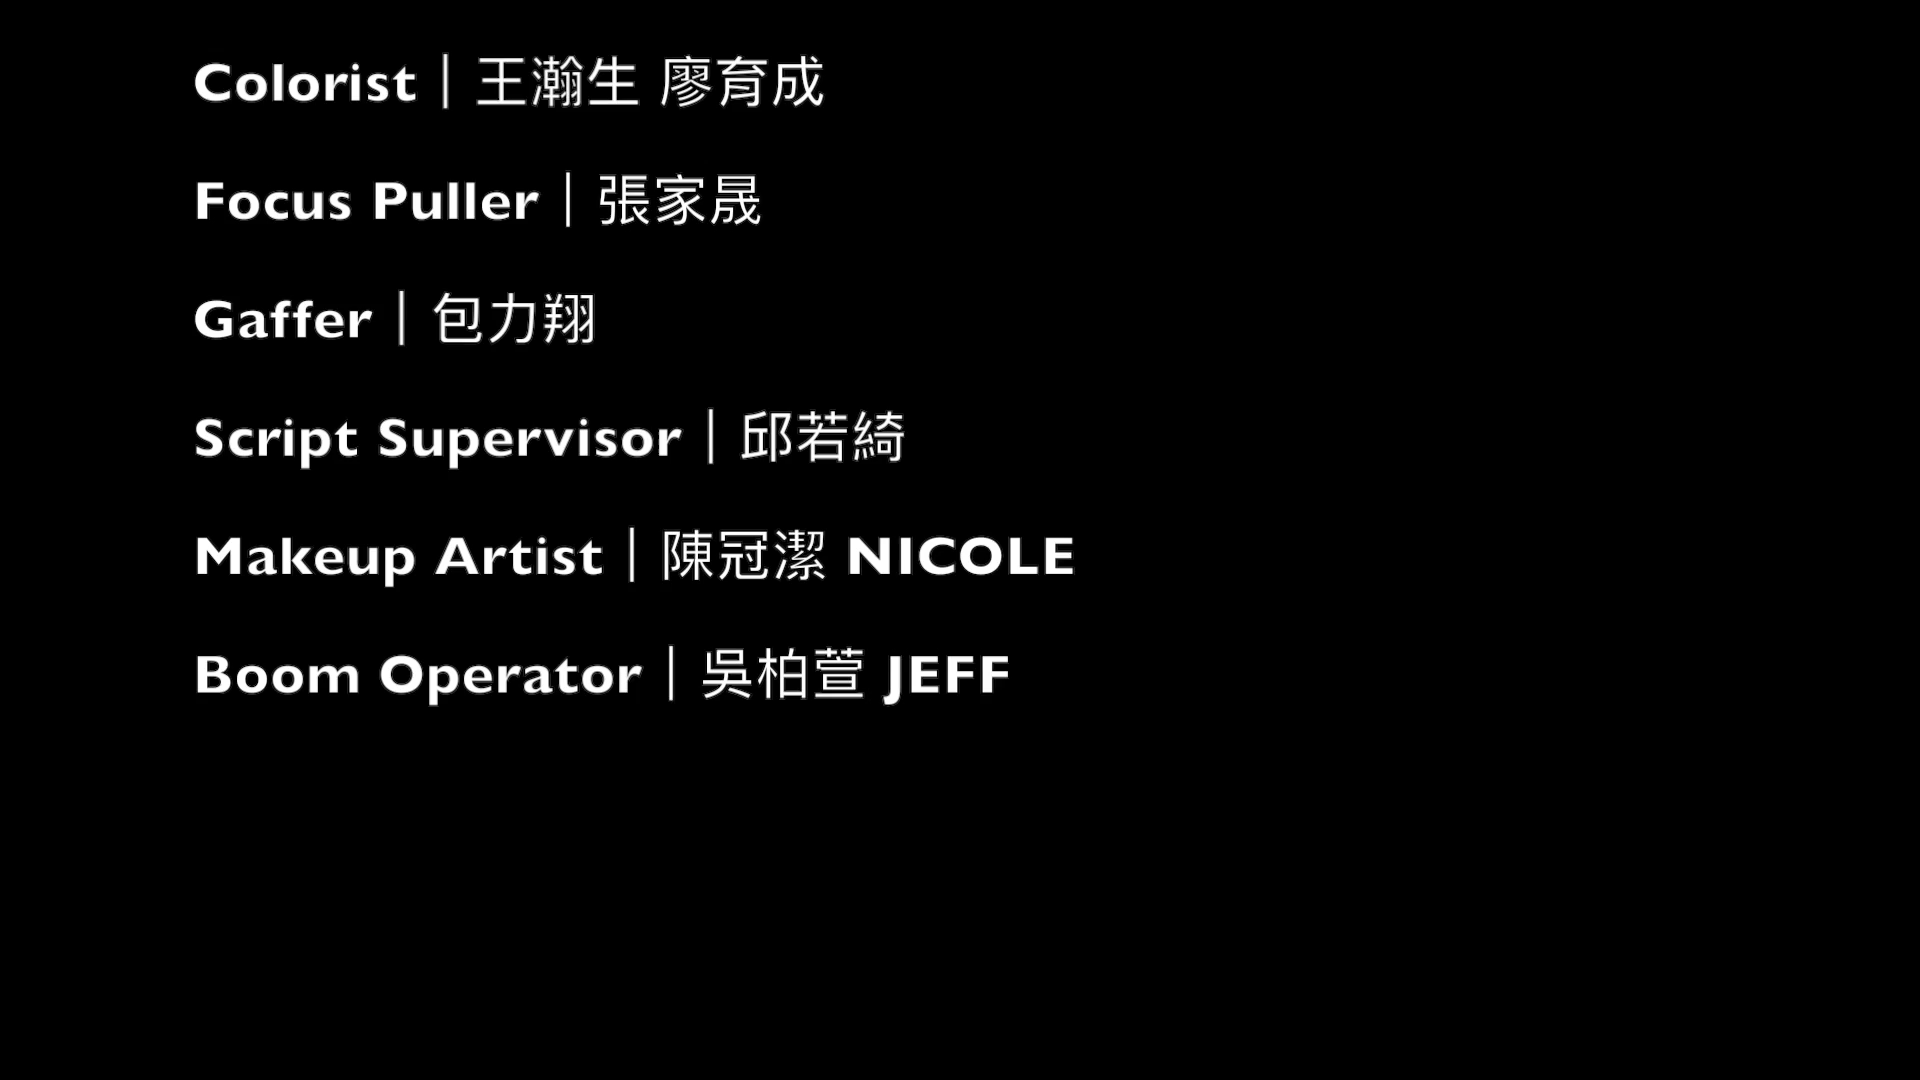 Colorist｜王瀚生 廖育成
Focus Puller｜張家晟
Gaffer｜包力翔
Script Supervisor｜邱若綺
Makeup Artist｜陳冠潔 NICOLE
Boom Operator｜吳柏萱 JEFF